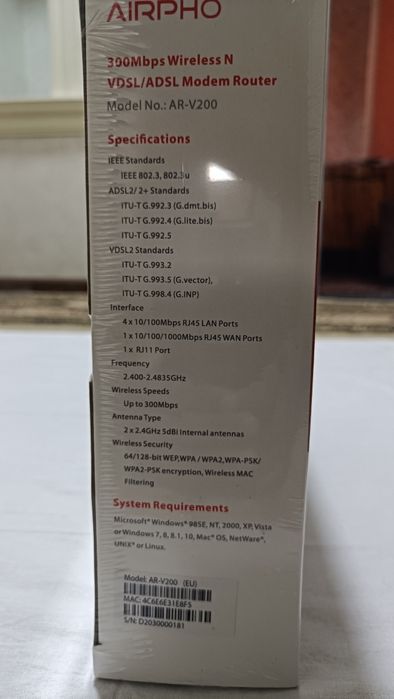 AIRPHO
300Mbps Wireless N
VDSL/ADSL Modem Router
Model No.: AR-V200
Specifications
IEEE Standards
IEEE 802.3, 802.3u
ADSL2/ 2+ Standards
ITU-T G.992.3 (G.dmt.bis)
ITU-T G.992.4 (G.lite.bis)
ITU-T G.992.5
VDSL2 Standards
ITU-T G.993.2
ITU-T G.993.5 (G.vector),
ITU-T G.998.4 (G.INP)
Interface
4 x 10/100Mbps RJ45 LAN Ports
1 x 10/100/1000Mbps RJ45 WAN Ports
1 x RJ11 Port
Frequency
2.400-2.4835GHz
Wireless Speeds
Up to 300Mbps
Antenna Type
2 x 2.4GHz 5dBi Internal antennas
Wireless Security
64/128-bit WEP, WPA / WPA2, WPA-PSK/
WPA2-PSK encryption, Wireless MAC
Filtering
System Requirements
Microsoft® Windows® 98SE, NT, 2000, XP, Vista
or Windows 7, 8, 8.1, 10, Mac® OS, NetWare®,
UNIX® or Linux.
Model: AR-V200 (EU)
MAC: 4C6E6E31E8F5
S/N: D2030000181